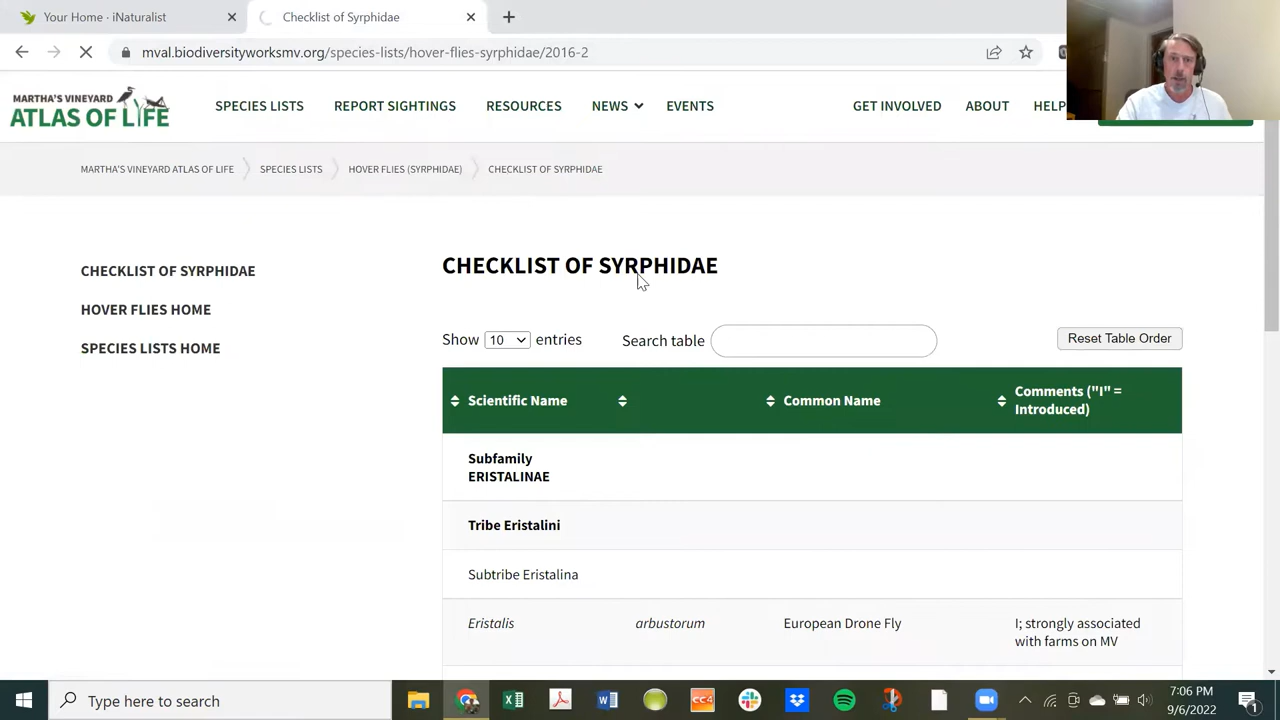 Your Home · iNaturalist
Checklist of Syrphidae
mval.biodiversityworksmv.org/species-lists/hover-flies-syrphidae/2016-2
MARTHA'S VINEYARD
ATLAS OF LIFE
SPECIES LISTS
REPORT SIGHTINGS
RESOURCES
NEWS
EVENTS
GET INVOLVED
ABOUT
HELP
MARTHA'S VINEYARD ATLAS OF LIFE
SPECIES LISTS
HOVER FLIES (SYRPHIDAE)
CHECKLIST OF SYRPHIDAE
CHECKLIST OF SYRPHIDAE
HOVER FLIES HOME
SPECIES LISTS HOME
CHECKLIST OF SYRPHIDAE
Show 10 entries
Search table
Reset Table Order
Scientific Name
Common Name
Comments ("I" =
Introduced)
Subfamily
ERISTALINAE
Tribe Eristalini
Subtribe Eristalina
Eristalis
arbustorum
European Drone Fly
I; strongly associated
with farms on MV
Type here to search
CC4
7:06 PM
9/6/2022
1